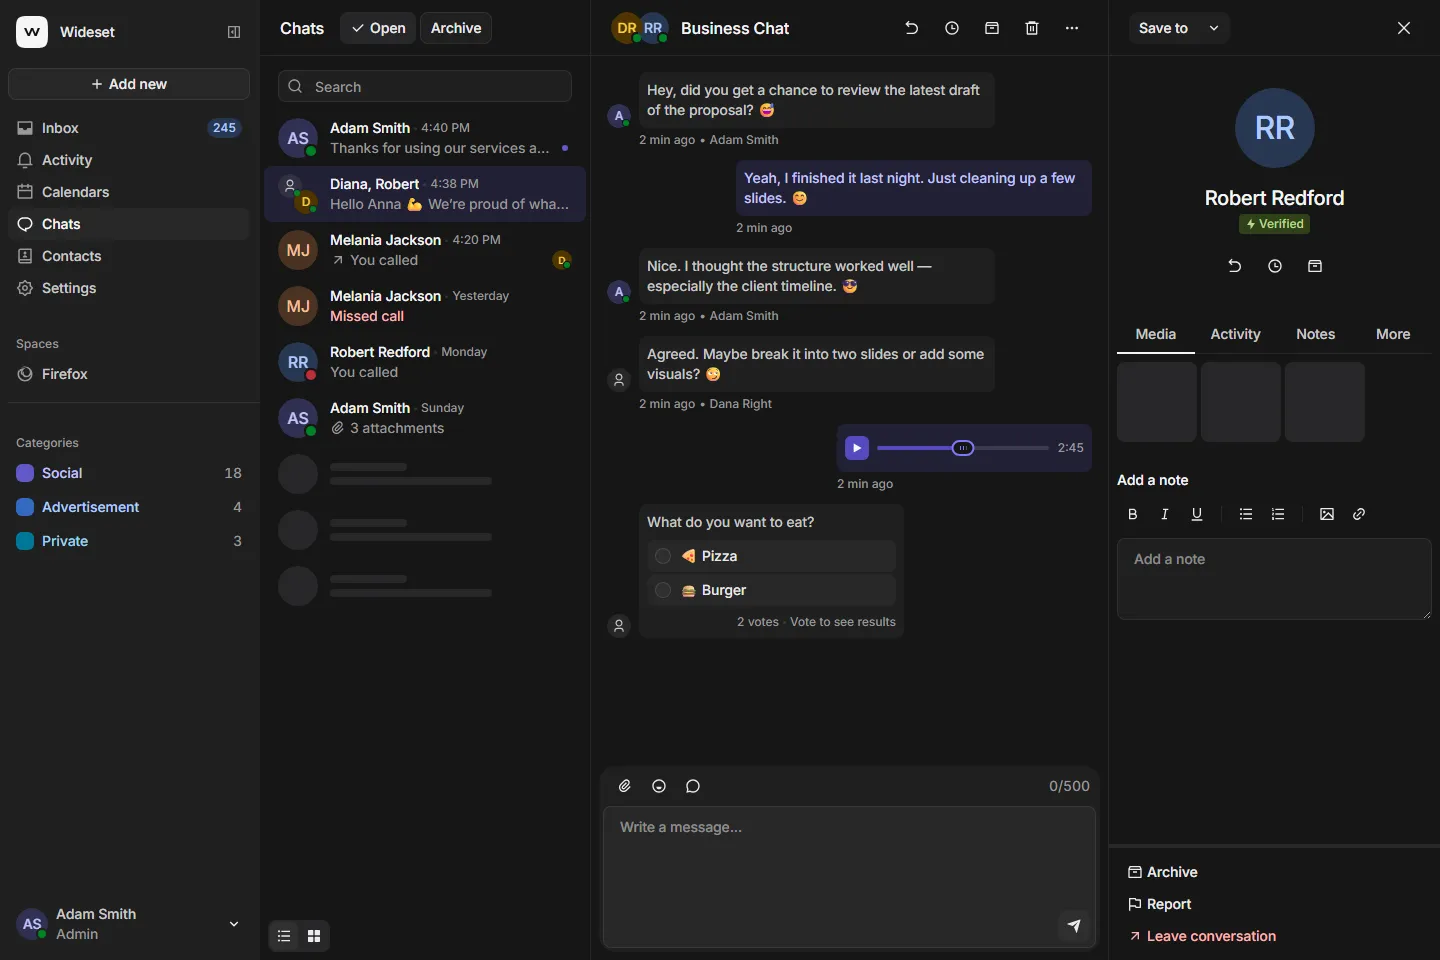 W Wideset
Add new
Inbox 245
Activity
Calendars
Chats
Contacts
Settings
Spaces
Firefox
Categories
Social 18
Advertisement 4
Private 3
AS Adam Smith
Admin
Chats Open Archive
Search
AS Adam Smith · 4:40 PM
Thanks for using our services a...
Diana, Robert · 4:38 PM
D Hello Anna 💪 We're proud of wha...
MJ Melania Jackson · 4:20 PM
You called D
MJ Melania Jackson · Yesterday
Missed call
RR Robert Redford · Monday
You called
AS Adam Smith · Sunday
3 attachments
DR RR Business Chat
Hey, did you get a chance to review the latest draft
of the proposal? 😅
A
2 min ago • Adam Smith
Yeah, I finished it last night. Just cleaning up a few
slides. 😊
2 min ago
Nice. I thought the structure worked well —
especially the client timeline. 😎
A
2 min ago • Adam Smith
Agreed. Maybe break it into two slides or add some
visuals? 🤪
2 min ago • Dana Right
2:45
2 min ago
What do you want to eat?
🍕 Pizza
🍔 Burger
2 votes · Vote to see results
0/500
Write a message...
Save to
RR
Robert Redford
Verified
Media Activity Notes More
Add a note
B I U
Add a note
Archive
Report
Leave conversation